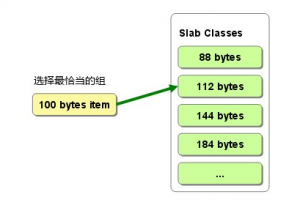 Slab Classes
88 bytes
选择最恰当的组
100 bytes item
112 bytes
144 bytes
184 bytes
...